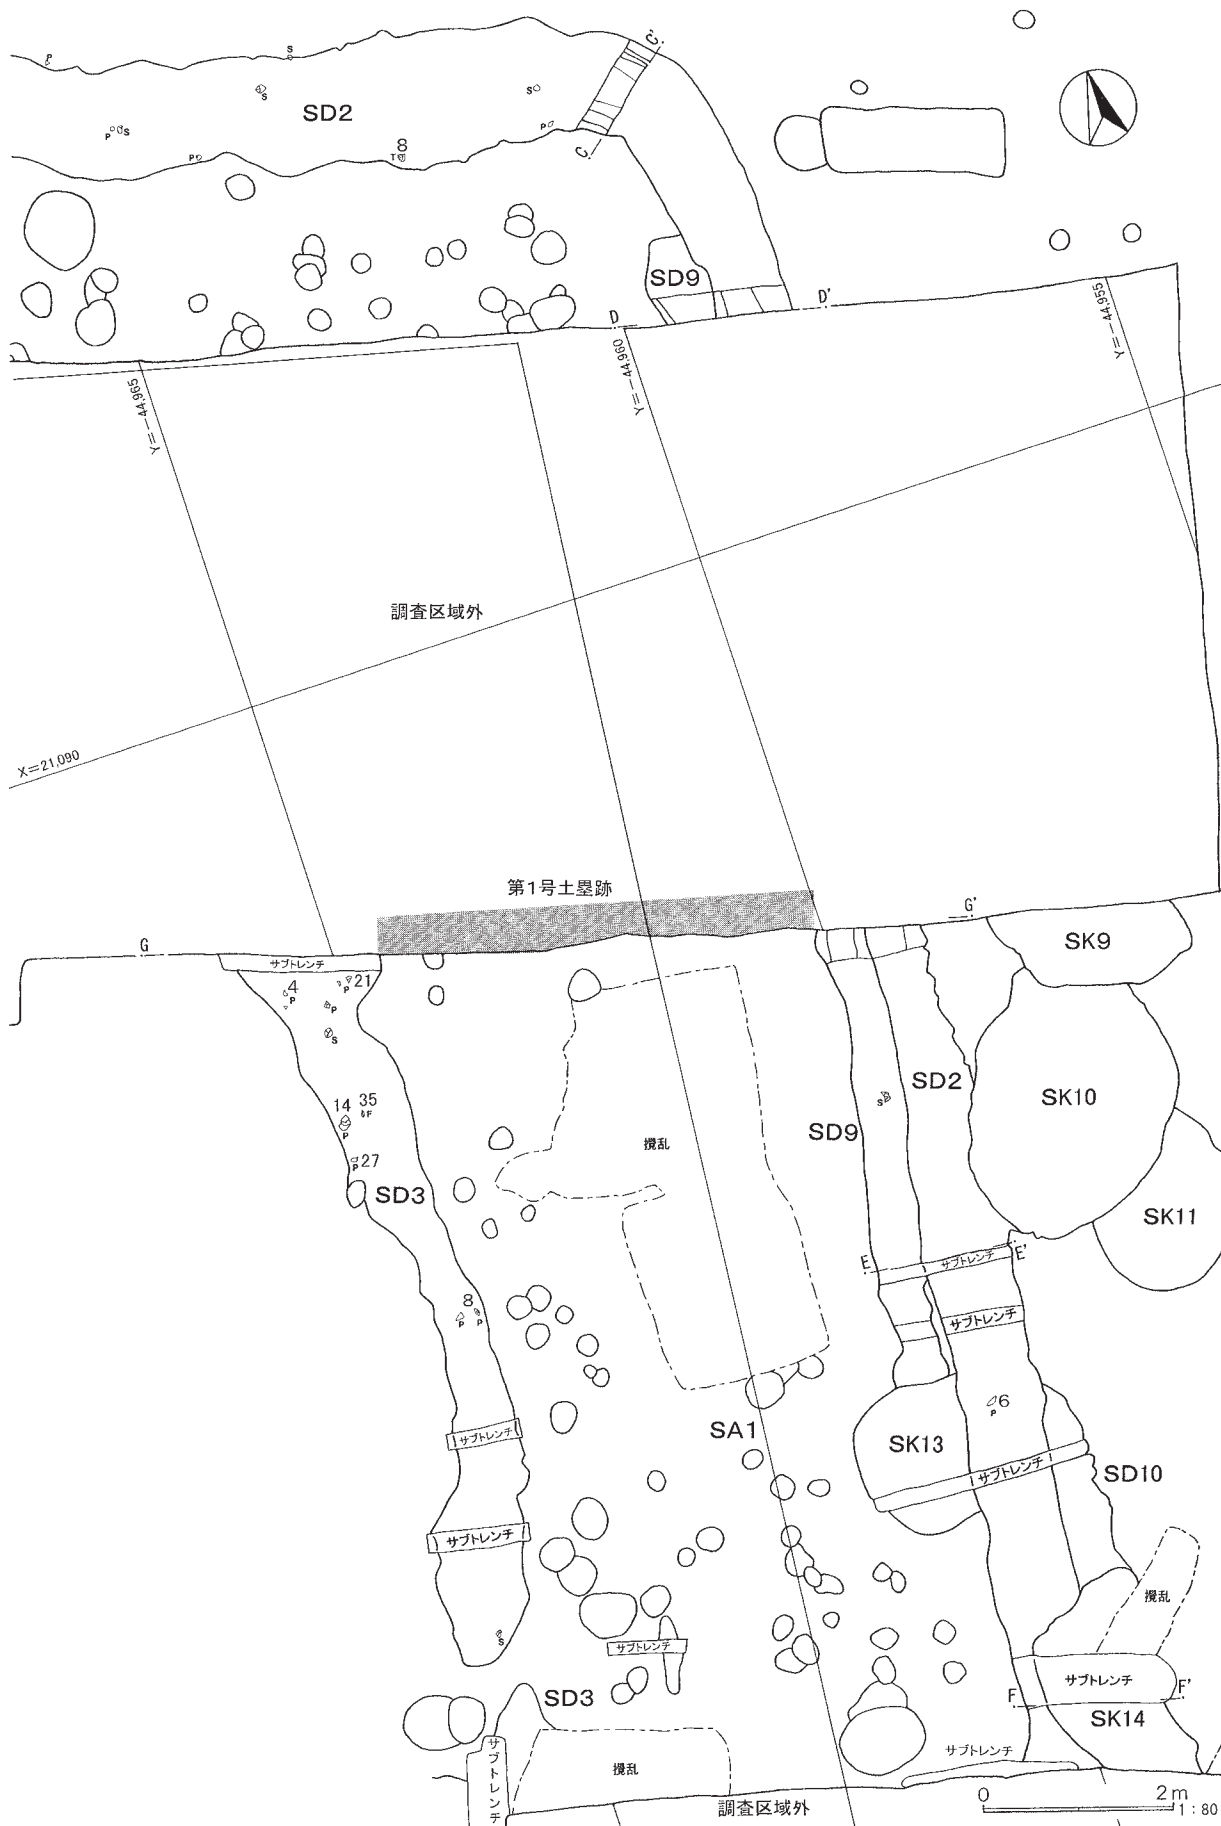 C'
P
S
S
S
SD2
P S
P
P
8
T
C
SD9
D
D'
Y=-44,965
Y=-44,960
Y=-44,955
調査区域外
X=21,090
第1号土塁跡
G
G'
サブトレンチ
SK9
4
P
21
P
P
S
SD2
S
SK10
14
P
35
F
SD9
攪乱
27
P
SD3
SK11
E
サブトレンチ
E'
8
P P
サブトレンチ
6
P
SA1
サブトレンチ
SK13
サブトレンチ
SD10
サブトレンチ
攪乱
S
サブトレンチ
サブトレンチ
F
F'
SD3
SK14
サブトレンチ
サブトレンチ
攪乱
調査区域外
0 2m
1:80